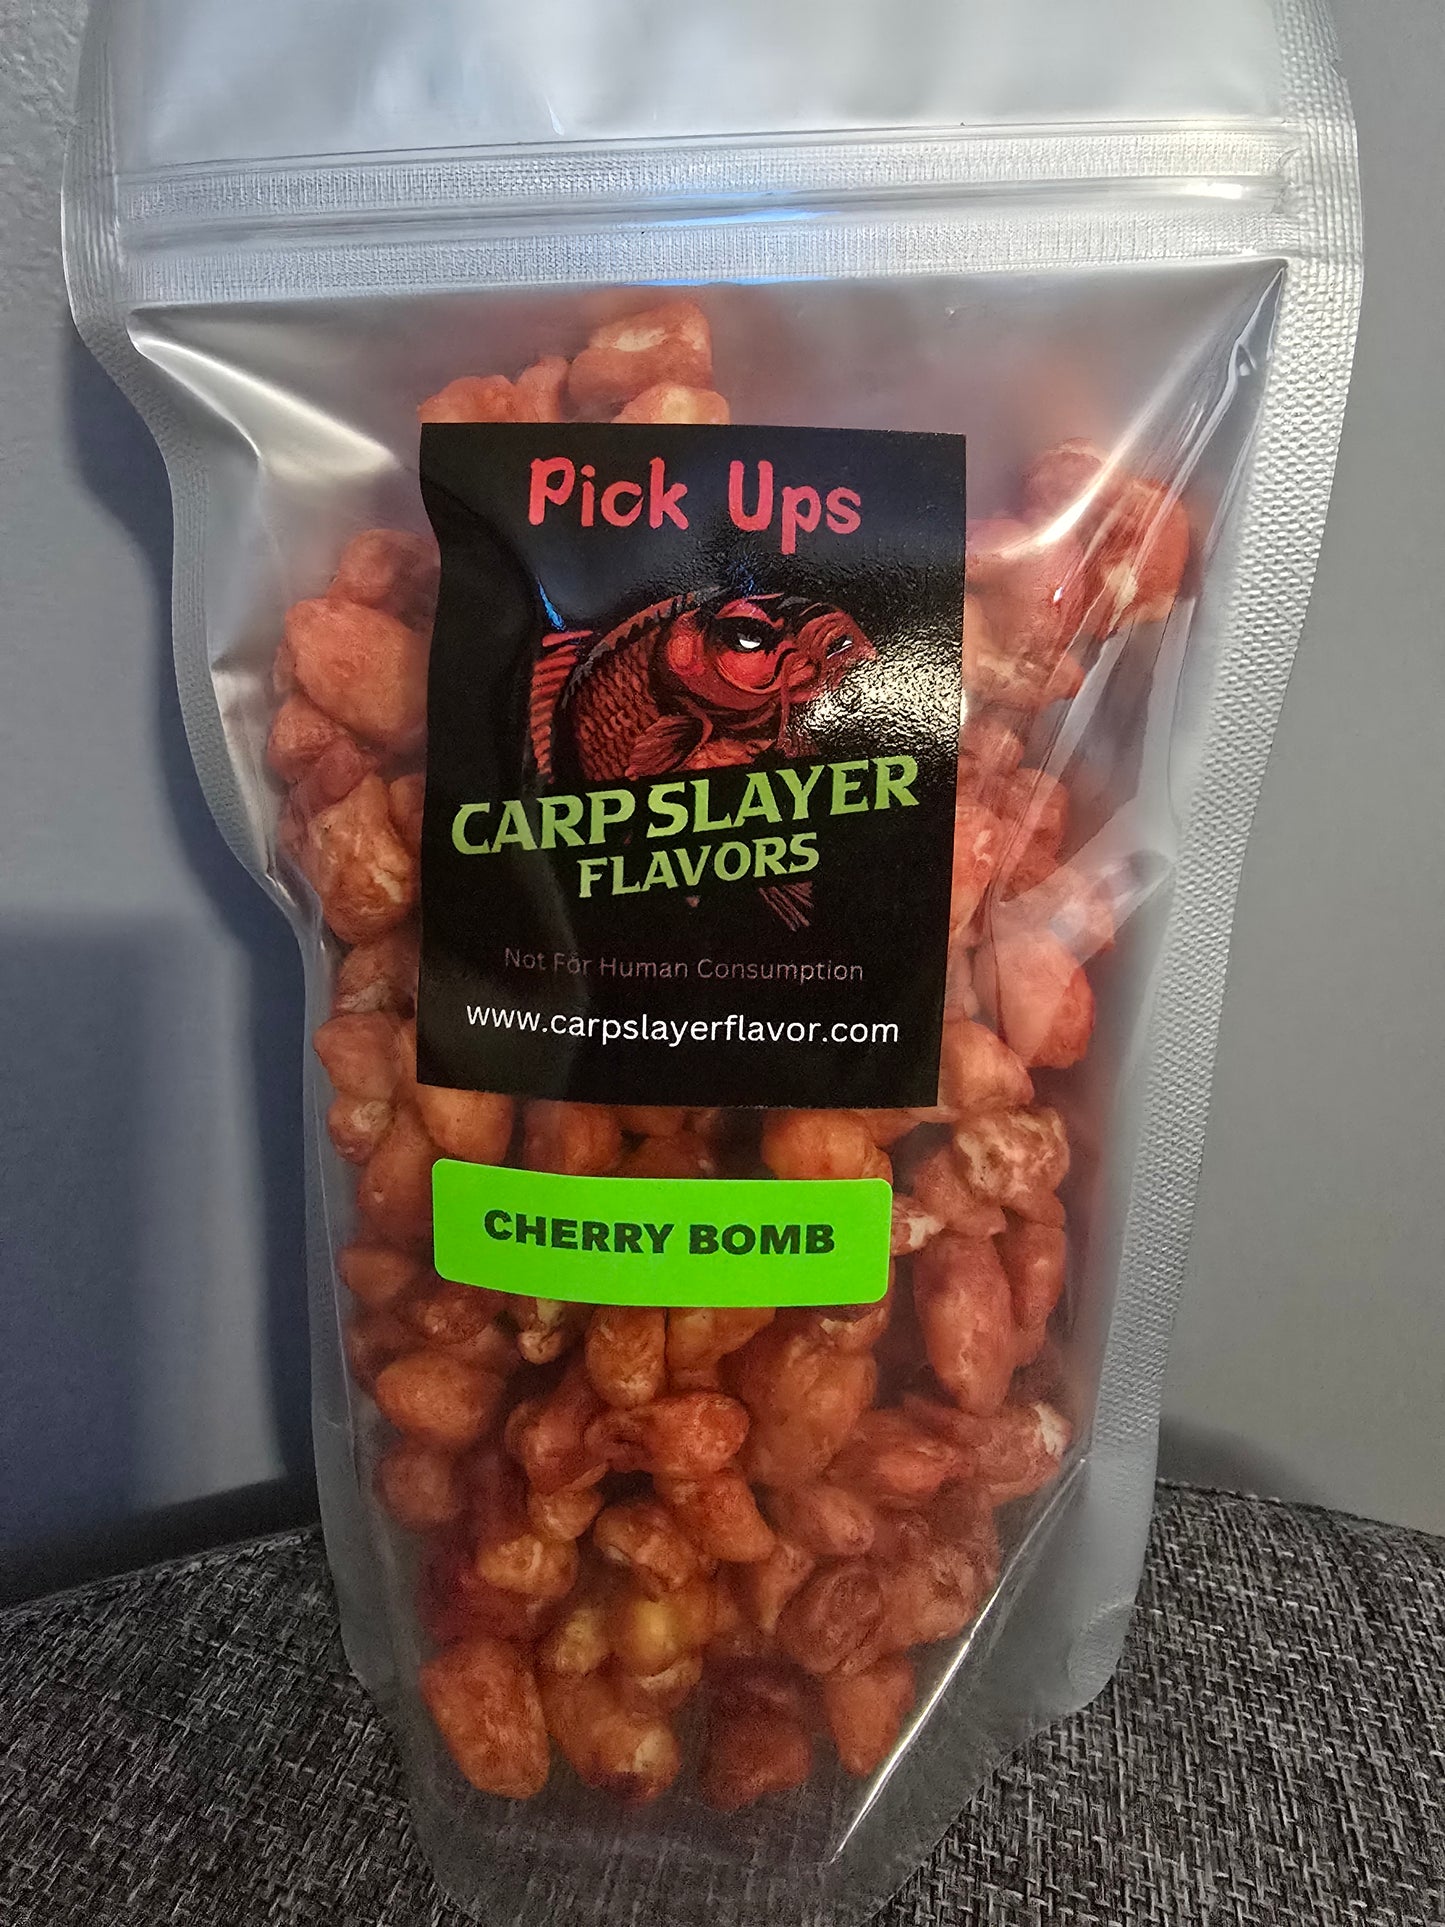 Pick Ups
CARP SLAYER
FLAVORS
Not For Human Consumption
www.carpslayerflavor.com
CHERRY BOMB